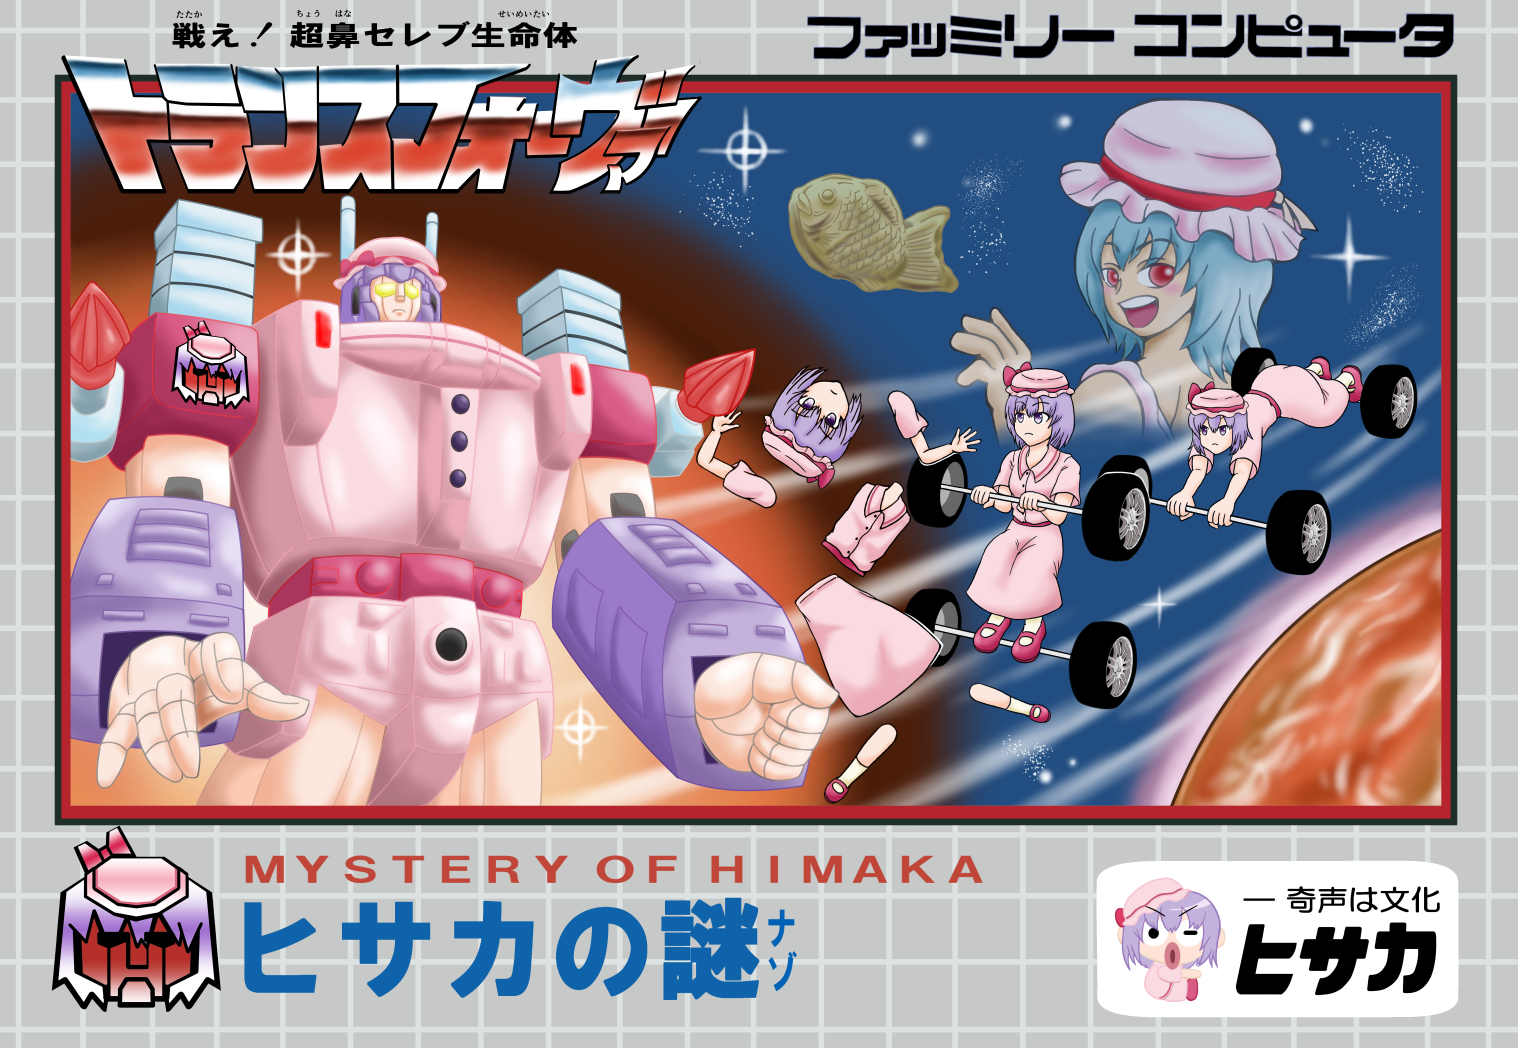 たたか ちょう はな せいめいたい
戦え! 超鼻セレブ生命体
トランスフォーヴァ
ファッミリー コンピュータ
MYSTERY OF HIMAKA
ヒサカの謎
ナゾ
― 奇声は文化
ヒサカ